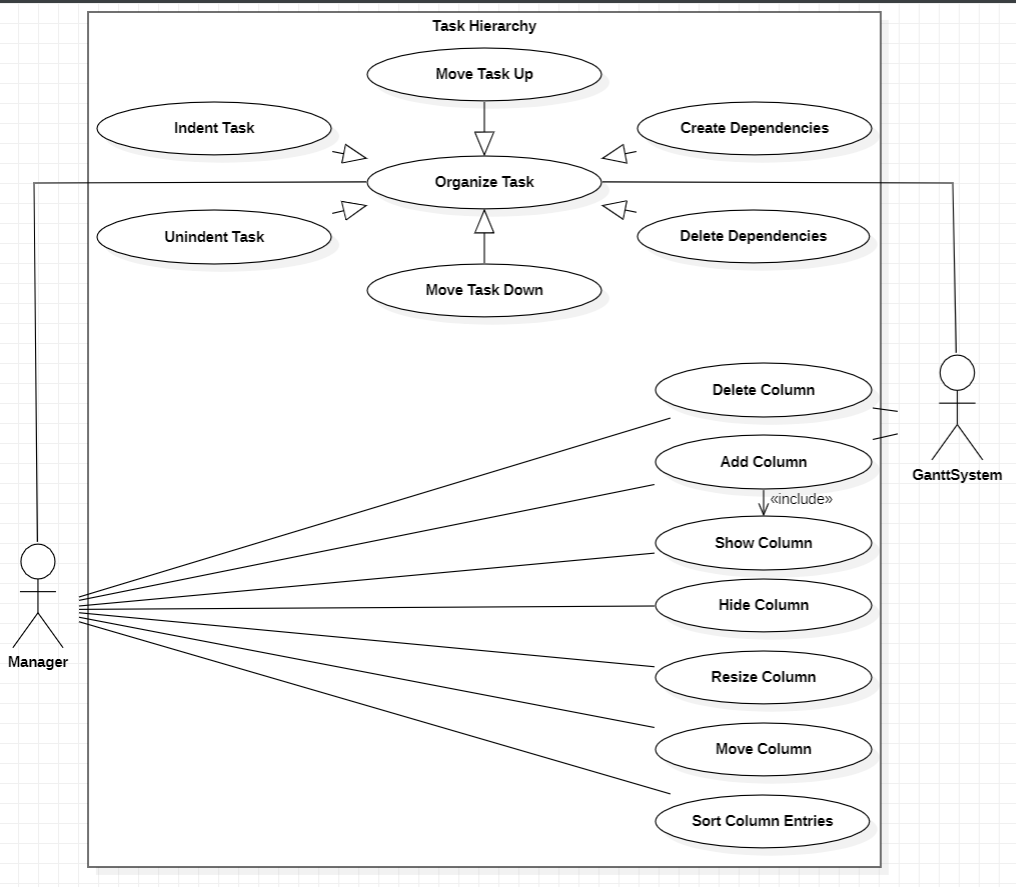 Task Hierarchy
Move Task Up
Indent Task
Create Dependencies
Organize Task
Unindent Task
Delete Dependencies
Move Task Down
Delete Column
Add Column
GanttSystem
«include»
Show Column
Hide Column
Manager
Resize Column
Move Column
Sort Column Entries